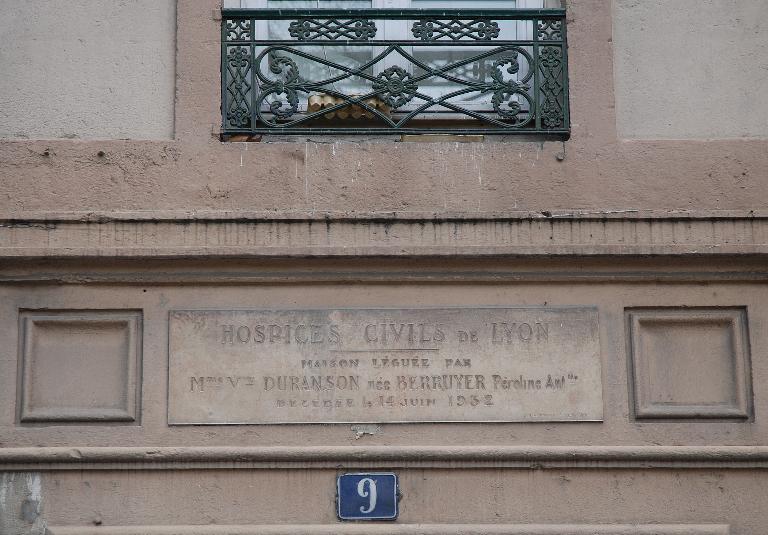 HOSPICES CIVILS DE LYON
MAISON LÉGUÉE PAR
Mme Vve DURANSON née BERRUYER Péroline Antte
DÉCÉDÉE LE 14 JUIN 1932
9